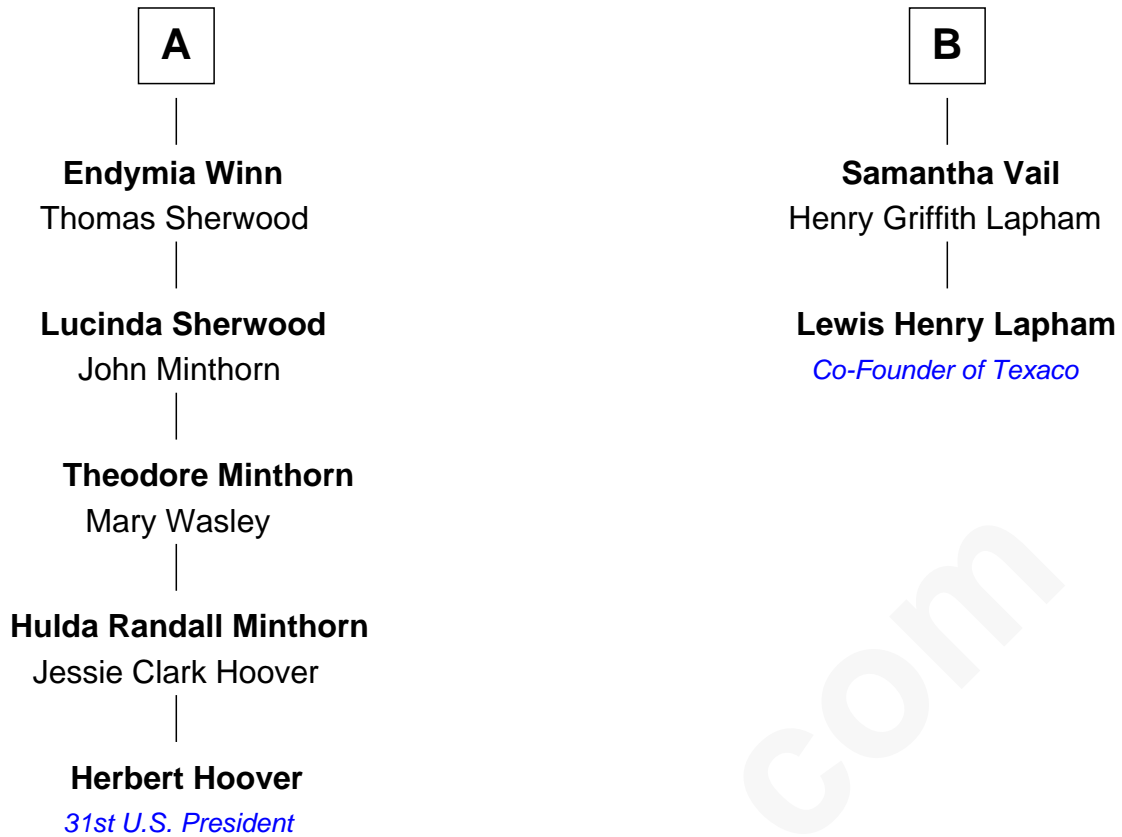 A
Endymia Winn
Thomas Sherwood
Lucinda Sherwood
John Minthorn
Theodore Minthorn
Mary Wasley
Hulda Randall Minthorn
Jessie Clark Hoover
Herbert Hoover
31st U.S. President
B
Samantha Vail
Henry Griffith Lapham
Lewis Henry Lapham
Co-Founder of Texaco
com